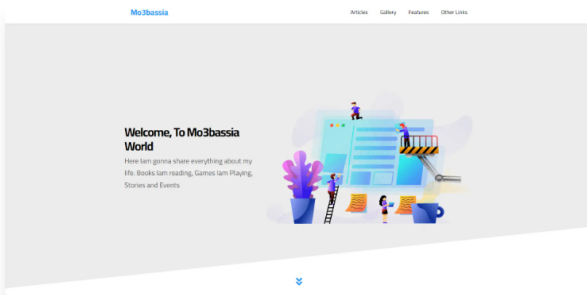 Mo3bassia
Articles Gallery Features Other Links
Welcome, To Mo3bassia
World
Here Iam gonna share everything about my
life. Books Iam reading, Games Iam Playing,
Stories and Events